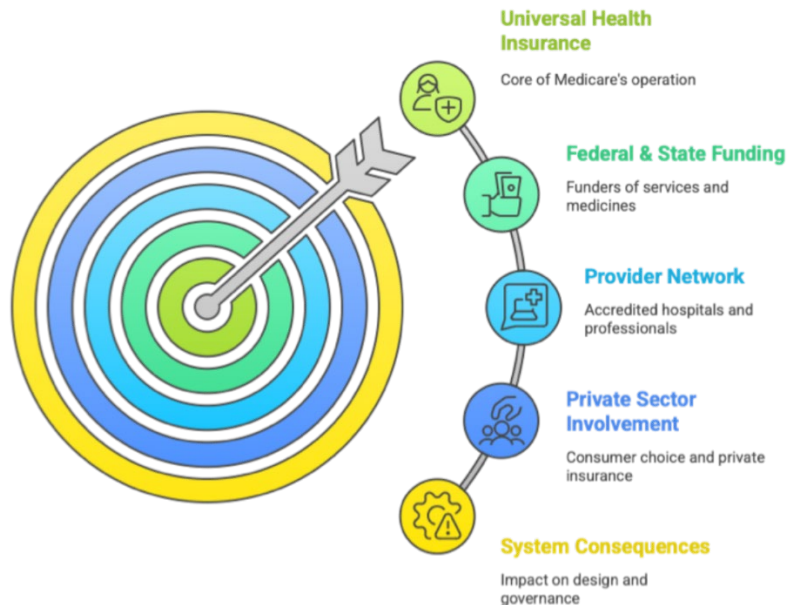 Universal Health
Insurance
Core of Medicare's operation
Federal & State Funding
Funders of services and
medicines
Provider Network
Accredited hospitals and
professionals
Private Sector
Involvement
Consumer choice and private
insurance
System Consequences
Impact on design and
governance